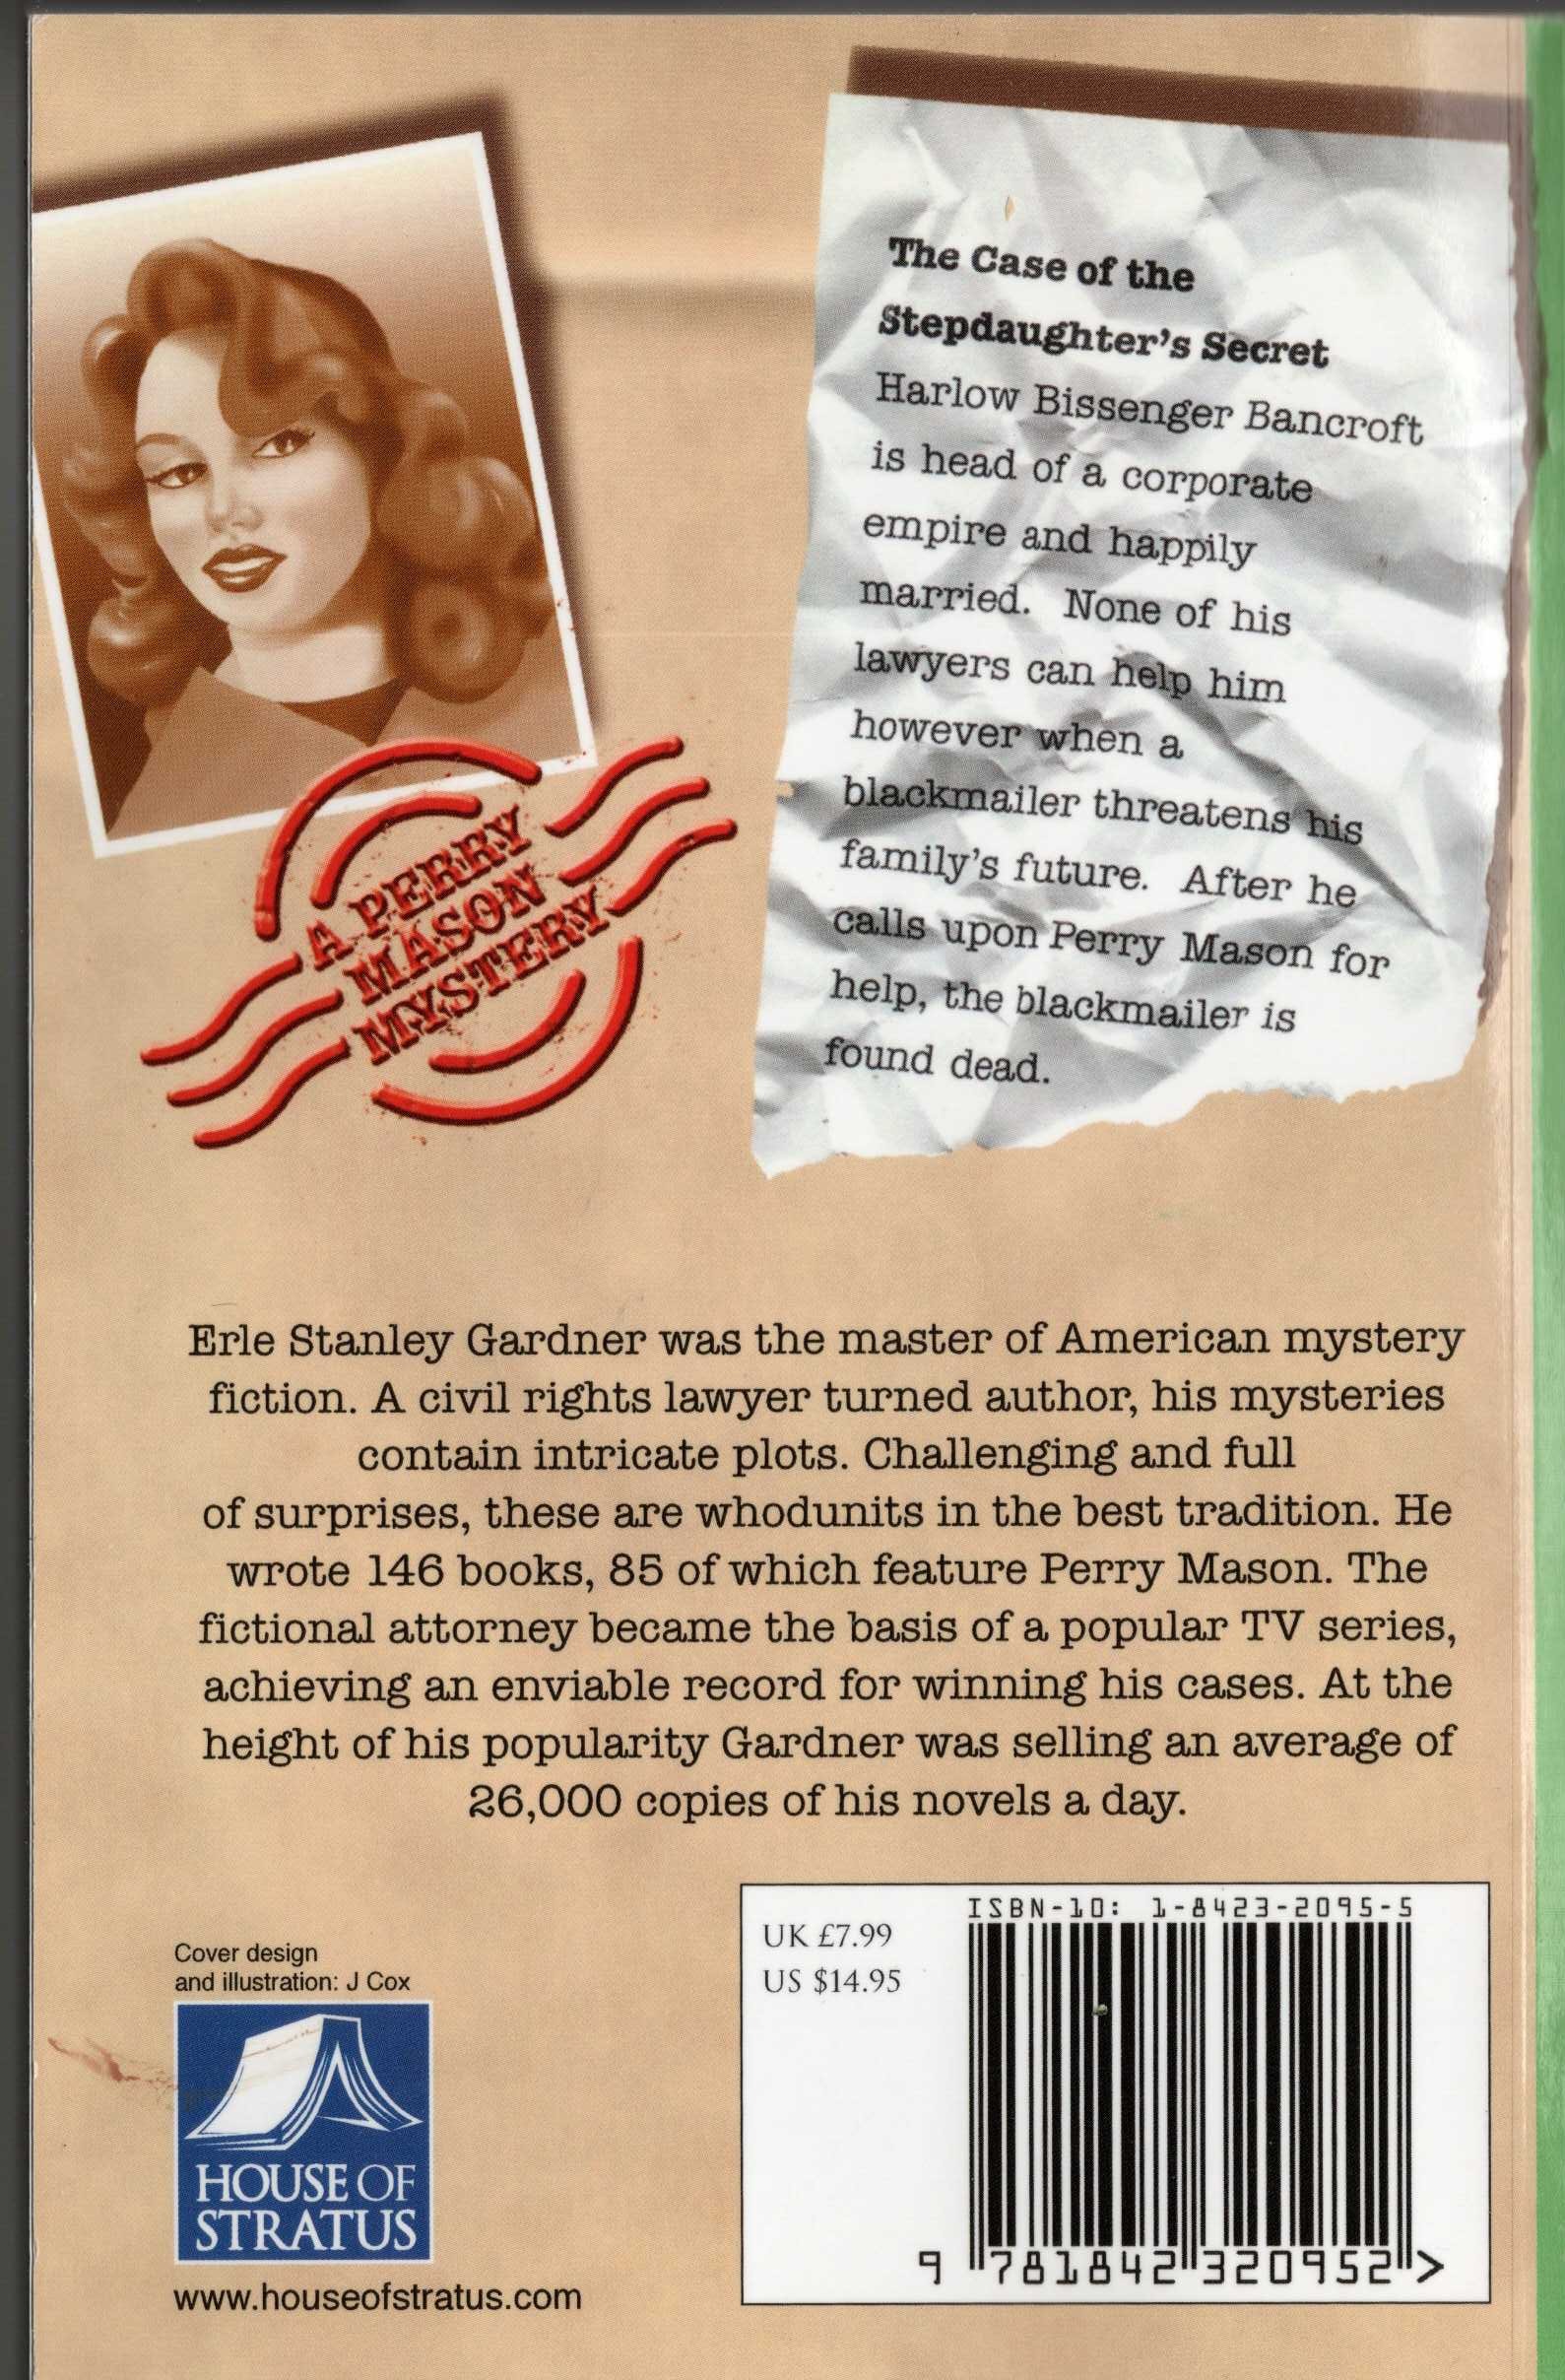 The Case of the
Stepdaughter's Secret
Harlow Bissenger Bancroft
is head of a corporate
empire and happily
married. None of his
lawyers can help him
however when a
blackmailer threatens his
family's future. After he
calls upon Perry Mason for
help, the blackmailer is
found dead.
A PERRY
MASON
MYSTERY
Erle Stanley Gardner was the master of American mystery
fiction. A civil rights lawyer turned author, his mysteries
contain intricate plots. Challenging and full
of surprises, these are whodunits in the best tradition. He
wrote 146 books, 85 of which feature Perry Mason. The
fictional attorney became the basis of a popular TV series,
achieving an enviable record for winning his cases. At the
height of his popularity Gardner was selling an average of
26,000 copies of his novels a day.
Cover design
and illustration: J Cox
HOUSE OF
STRATUS
www.houseofstratus.com
UK £7.99
US $14.95
ISBN-10: 1-8423-2095-5
9 781842 320952 >